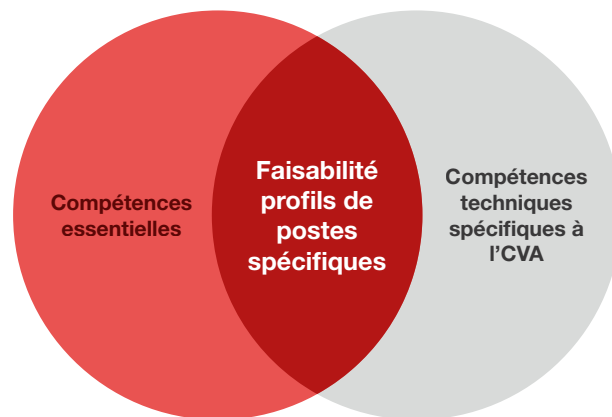 Compétences
essentielles
Faisabilité
profils de
postes
spécifiques
Compétences
techniques
spécifiques à
l’CVA